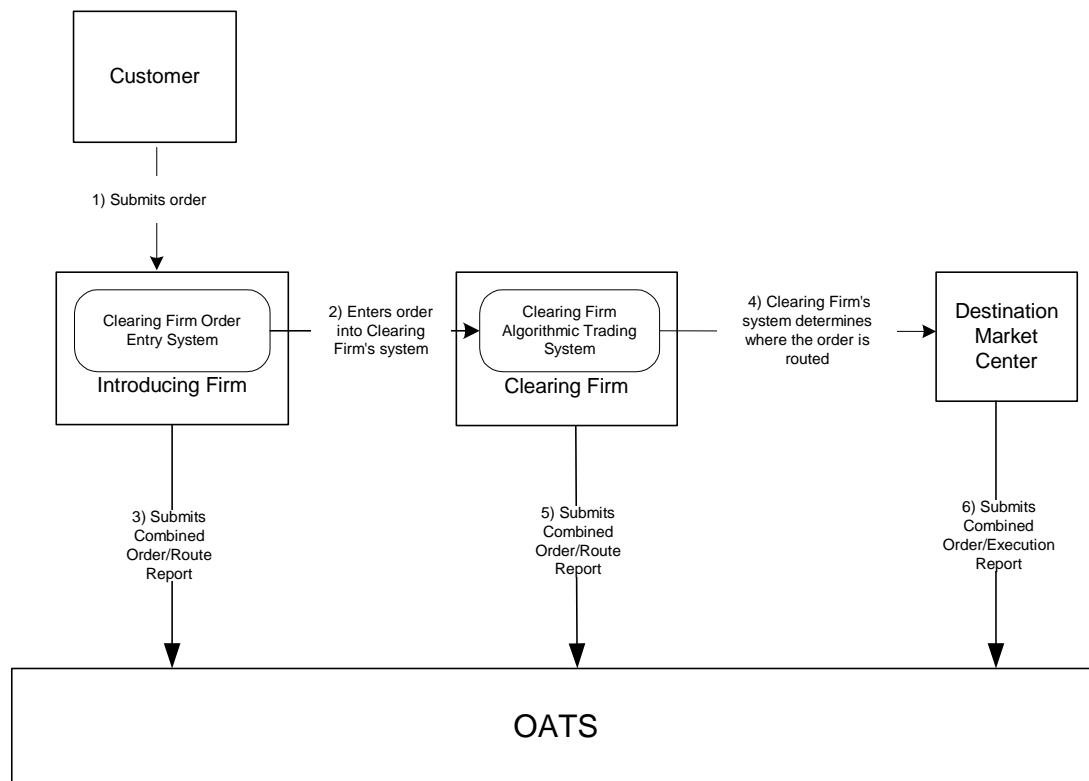 Customer
1) Submits order
Clearing Firm Order
Entry System
Introducing Firm
2) Enters order
into Clearing
Firm's system
Clearing Firm
Algorithmic Trading
System
Clearing Firm
4) Clearing Firm's
system determines
where the order is
routed
Destination
Market
Center
3) Submits
Combined
Order/Route
Report
5) Submits
Combined
Order/Route
Report
6) Submits
Combined
Order/Execution
Report
OATS